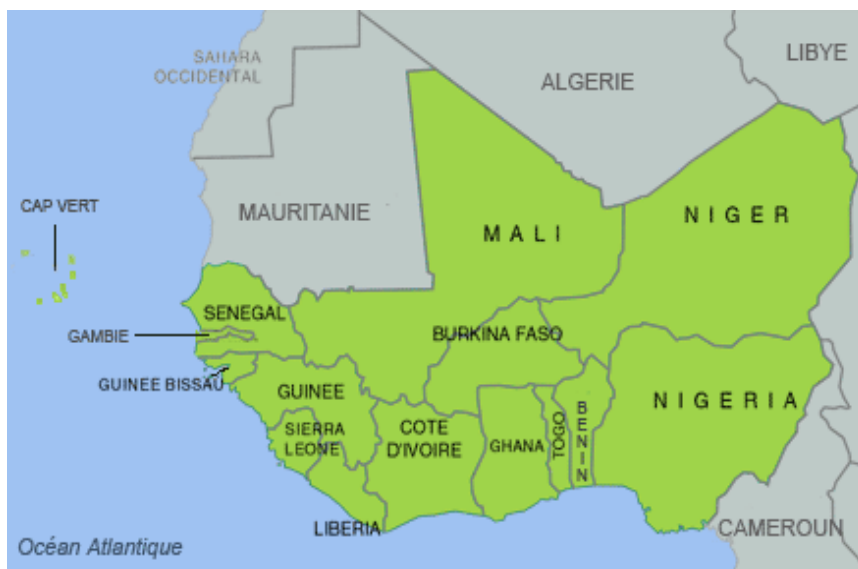 SAHARA
OCCIDENTAL
LIBYE
ALGERIE
CAP VERT
MAURITANIE
MALI
NIGER
SENEGAL
GAMBIE
BURKINA FASO
GUINEE BISSAU
GUINEE
NIGERIA
SIERRA
LEONE
COTE
D'IVOIRE
GHANA
TOGO
BENIN
LIBERIA
CAMEROUN
Océan Atlantique